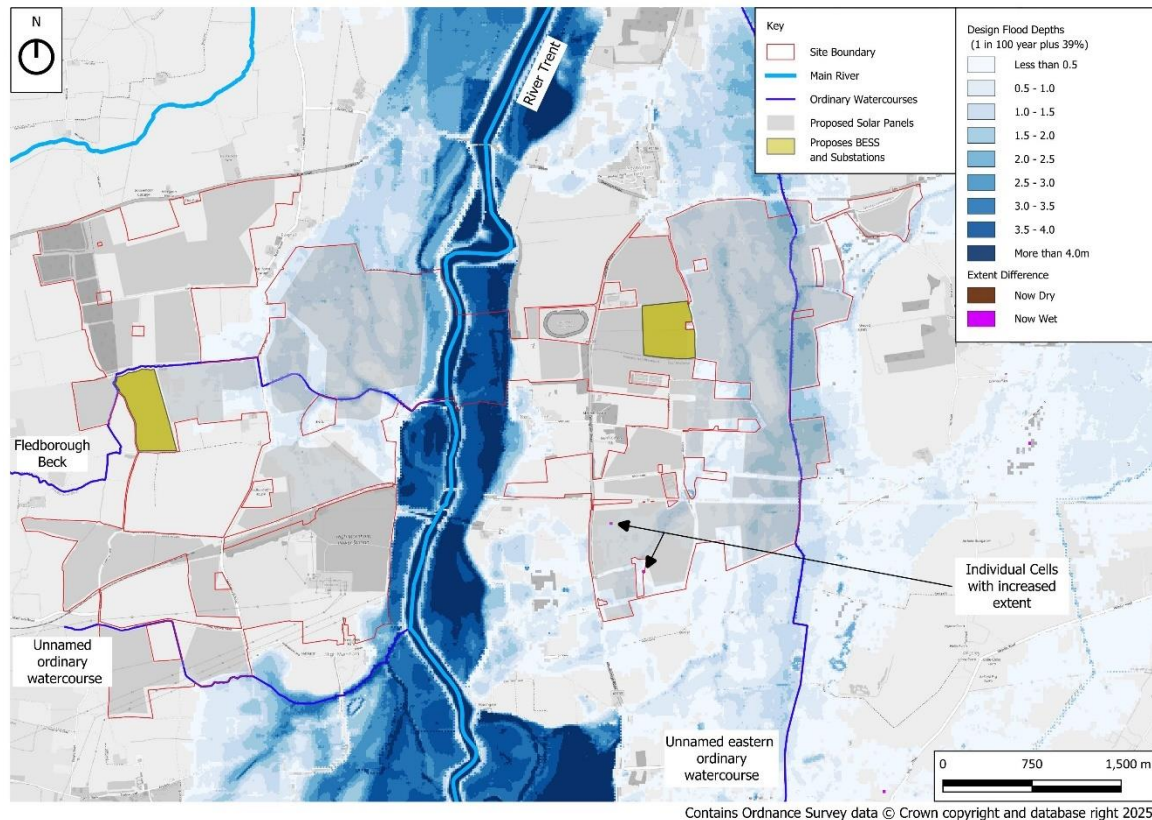 N
River Trent
Key
Site Boundary
Main River
Ordinary Watercourses
Proposed Solar Panels
Proposes BESS
and Substations
Design Flood Depths
(1 in 100 year plus 39%)
Less than 0.5
0.5 - 1.0
1.0 - 1.5
1.5 - 2.0
2.0 - 2.5
2.5 - 3.0
3.0 - 3.5
3.5 - 4.0
More than 4.0m
Extent Difference
Now Dry
Now Wet
Fledborough
Beck
Individual Cells
with increased
extent
Unnamed
ordinary
watercourse
Unnamed eastern
ordinary
watercourse
0 750 1,500 m
Contains Ordnance Survey data © Crown copyright and database right 2025